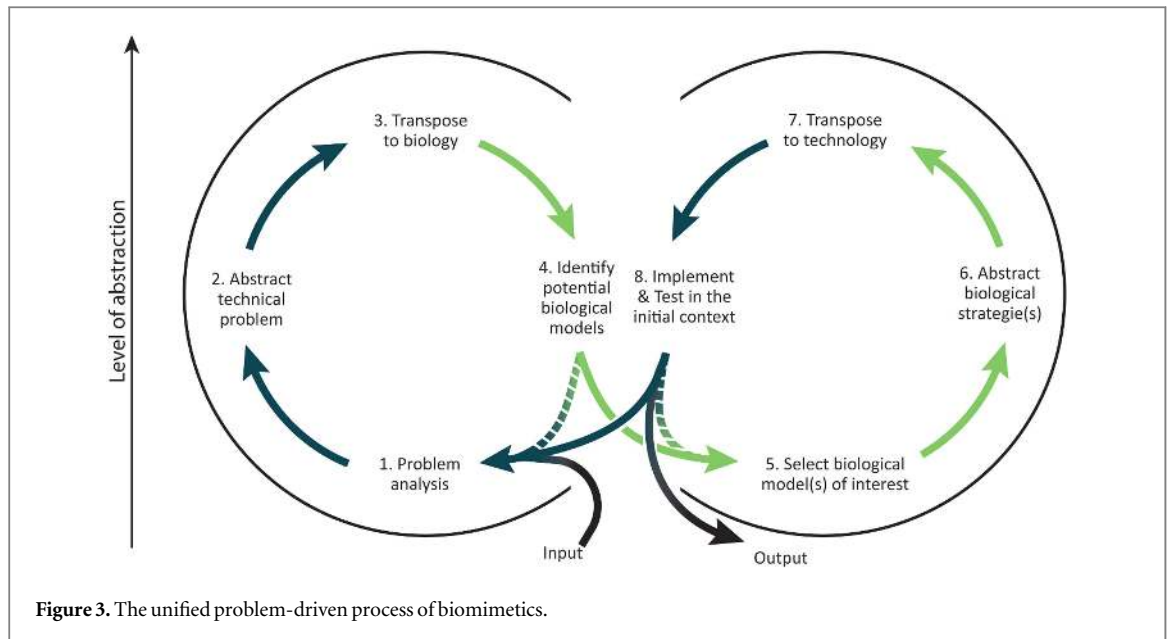 Level of abstraction
3. Transpose
to biology
7. Transpose
to technology
2. Abstract
technical
problem
4. Identify
potential
biological
models
8. Implement
& Test in the
initial context
6. Abstract
biological
strategie(s)
1. Problem
analysis
5. Select biological
model(s) of interest
Input
Output
Figure 3. The unified problem-driven process of biomimetics.